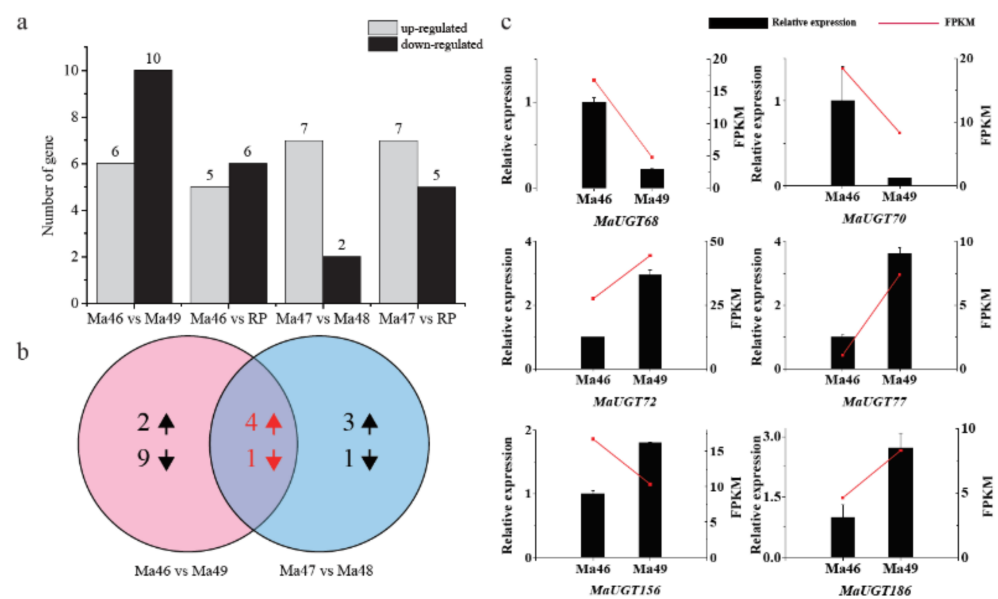 a
up-regulated
down-regulated
Number of gene
10
8
6
4
2
0
6
10
5
6
7
2
7
5
Ma46 vs Ma49
Ma46 vs RP
Ma47 vs Ma48
Ma47 vs RP
b
2
9
4
1
3
1
Ma46 vs Ma49
Ma47 vs Ma48
c
Relative expression
FPKM
Relative expression
1
0
20
15
10
5
0
FPKM
Ma46
Ma49
MaUGT68
Relative expression
1
0
20
10
0
FPKM
Ma46
Ma49
MaUGT70
Relative expression
4
2
0
50
25
0
FPKM
Ma46
Ma49
MaUGT72
Relative expression
4
2
0
10
5
0
FPKM
Ma46
Ma49
MaUGT77
Relative expression
2
1
0
15
10
5
0
FPKM
Ma46
Ma49
MaUGT156
Relative expression
3.0
1.5
0.0
10
5
0
FPKM
Ma46
Ma49
MaUGT186